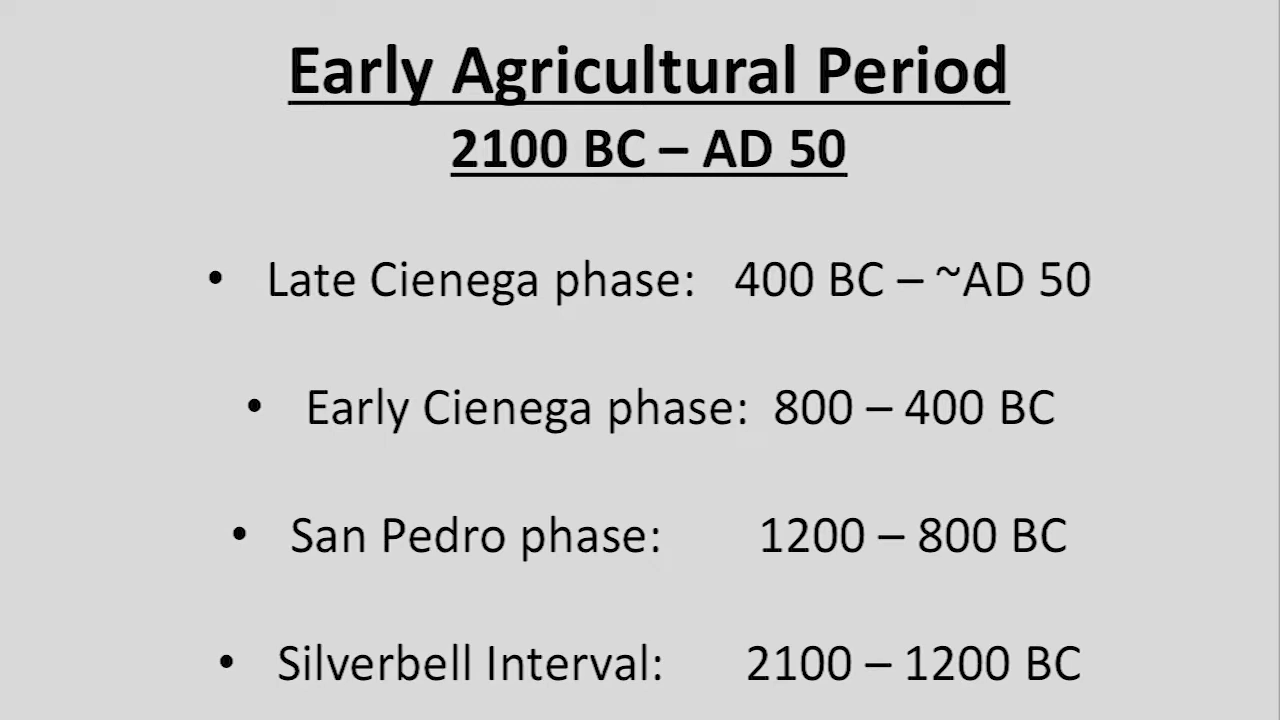 Early Agricultural Period
2100 BC – AD 50
• Late Cienega phase: 400 BC – ~AD 50
• Early Cienega phase: 800 – 400 BC
• San Pedro phase: 1200 – 800 BC
• Silverbell Interval: 2100 – 1200 BC